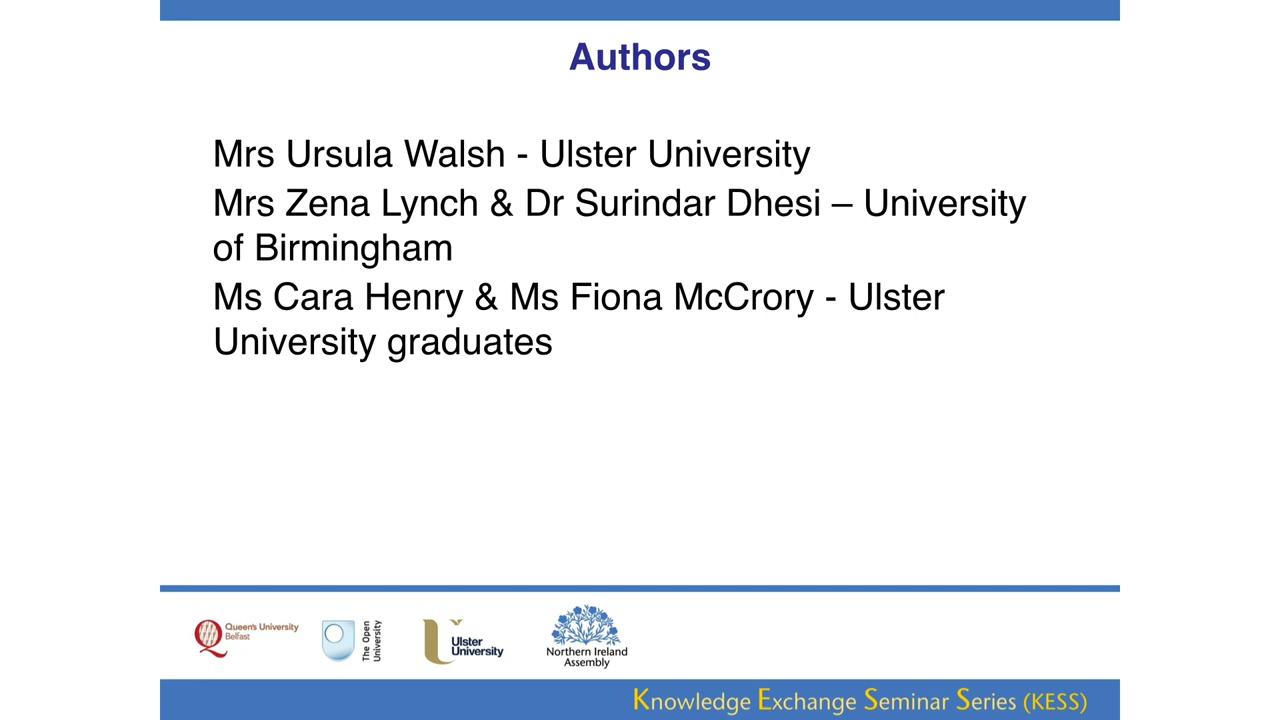 Authors
Mrs Ursula Walsh - Ulster University
Mrs Zena Lynch & Dr Surindar Dhesi – University
of Birmingham
Ms Cara Henry & Ms Fiona McCrory - Ulster
University graduates
Queen's University
Belfast
The Open
University
Ulster
University
Northern Ireland
Assembly
Knowledge Exchange Seminar Series (KESS)